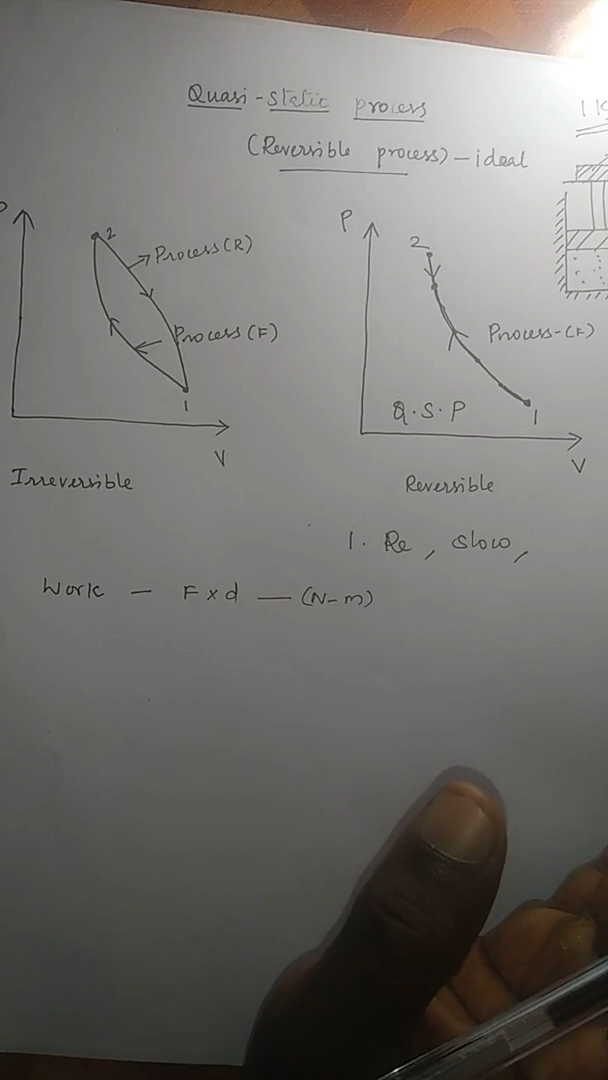 Quasi-static process
(Reversible process) - ideal
P
2
Process (R)
Process (F)
1
V
Irreversible
P
2
Process-(F)
Q.S.P
1
V
Reversible
1. Re, slow,
Work - F x d - (N-m)